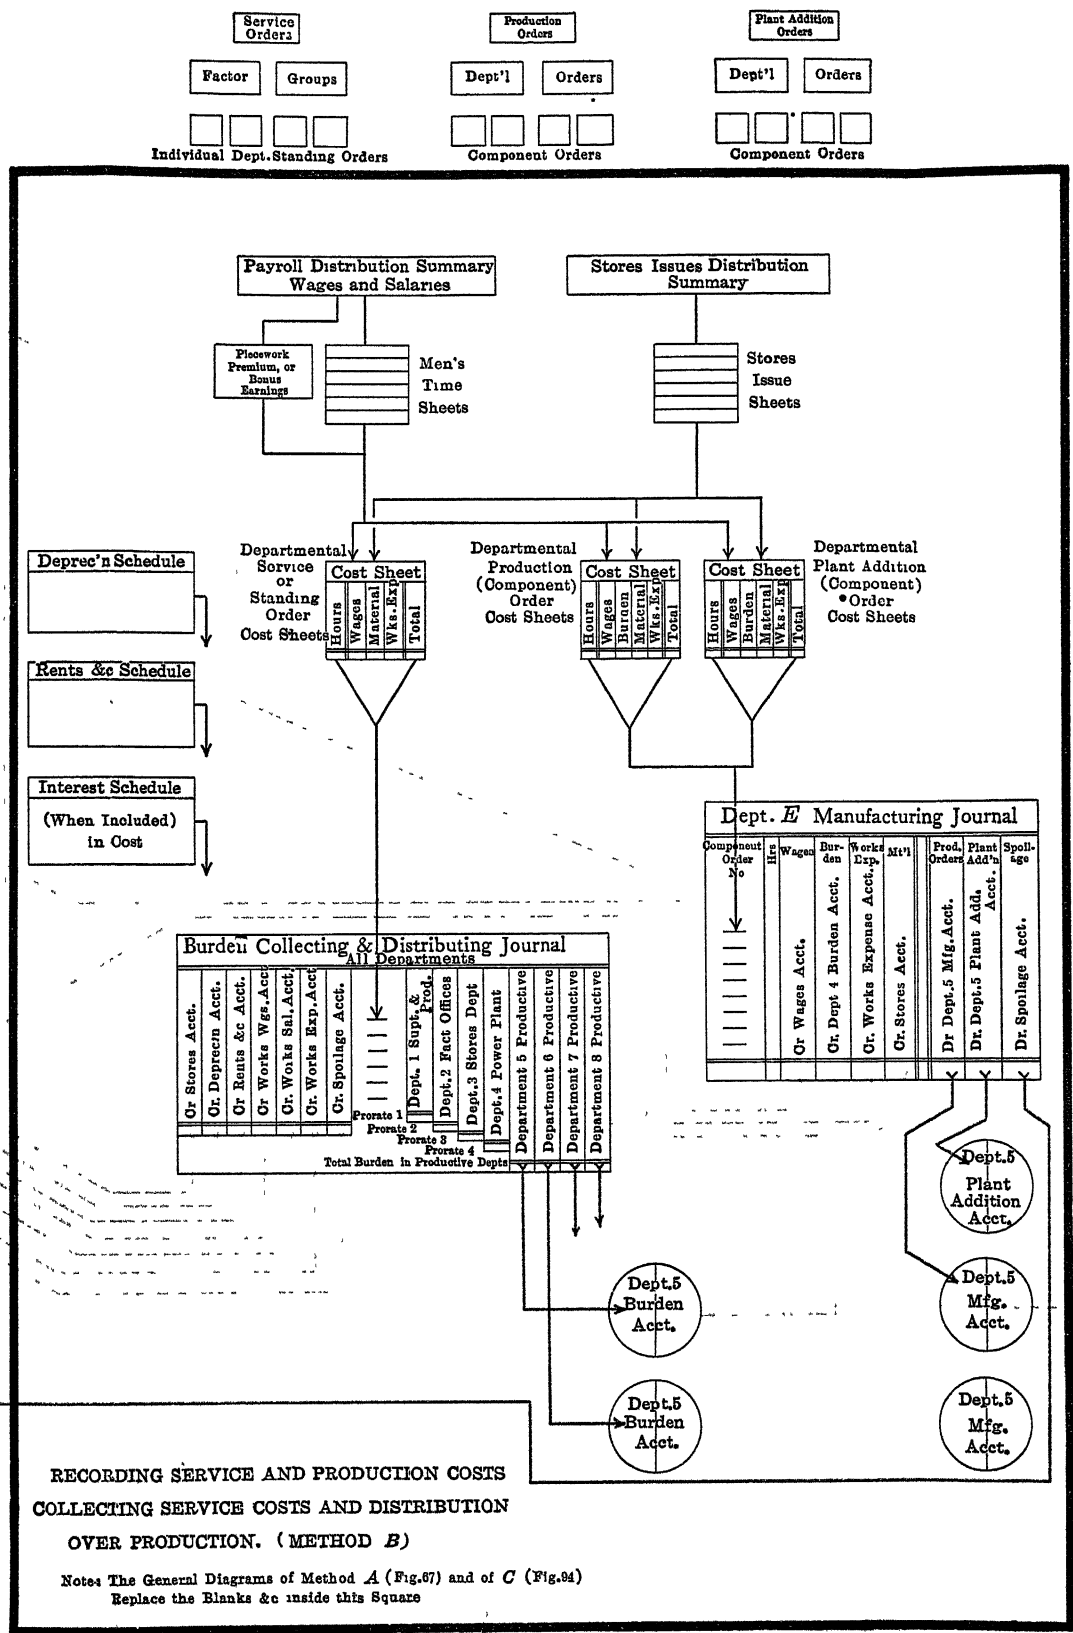 Service
Orders
Factor
Groups
Individual Dept. Standing Orders
Production
Orders
Dept'l
Orders
Component Orders
Plant Addition
Orders
Dept'l
Orders
Component Orders
Payroll Distribution Summary
Wages and Salaries
Stores Issues Distribution
Summary
Piecework
Premium, or
Bonus
Earnings
Men's
Time
Sheets
Stores
Issue
Sheets
Deprec'n Schedule
Rents &c Schedule
Interest Schedule
(When Included)
in Cost
Departmental
Service
or
Standing
Order
Cost Sheets
Cost Sheet
Hours
Wages
Material
Wks. Exp
Total
Departmental
Production
(Component)
Order
Cost Sheets
Cost Sheet
Hours
Wages
Burden
Material
Wks. Exp
Total
Cost Sheet
Hours
Wages
Burden
Material
Wks. Exp
Total
Departmental
Plant Addition
(Component)
Order
Cost Sheets
Dept. E Manufacturing Journal
Component
Order
No
Hrs
Wages
Cr Wages Acct.
Bur-
den
Cr. Dept 4 Burden Acct.
Works
Exp.
Cr. Works Expense Acct.
Mt'l
Cr. Stores Acct.
Prod.
Orders
Dr Dept. 5 Mfg. Acct.
Plant
Add'n
Dr. Dept. 5 Plant Add.
Acct.
Spoil-
age
Dr. Spoilage Acct.
Burden Collecting & Distributing Journal
All Departments
Cr Stores Acct.
Cr. Deprec'n Acct.
Cr Rents &c Acct.
Cr Works Wgs. Acct
Cr. Works Sal. Acct.
Cr. Works Exp. Acct
Cr. Spoilage Acct.
Dept. 1 Supt. &
Prod.
Dept. 2 Fact Offices
Dept. 3 Stores Dept
Dept. 4 Power Plant
Department 5 Productive
Department 6 Productive
Department 7 Productive
Department 8 Productive
Prorate 1
Prorate 2
Prorate 3
Prorate 4
Total Burden in Productive Depts
Dept. 5
Plant
Addition
Acct.
Dept. 5
Burden
Acct.
Dept. 5
Mfg.
Acct.
Dept. 5
Burden
Acct.
Dept. 5
Mfg.
Acct.
RECORDING SERVICE AND PRODUCTION COSTS
COLLECTING SERVICE COSTS AND DISTRIBUTION
OVER PRODUCTION. (METHOD B)
Note: The General Diagrams of Method A (Fig. 67) and of C (Fig. 94)
Replace the Blanks &c inside this Square